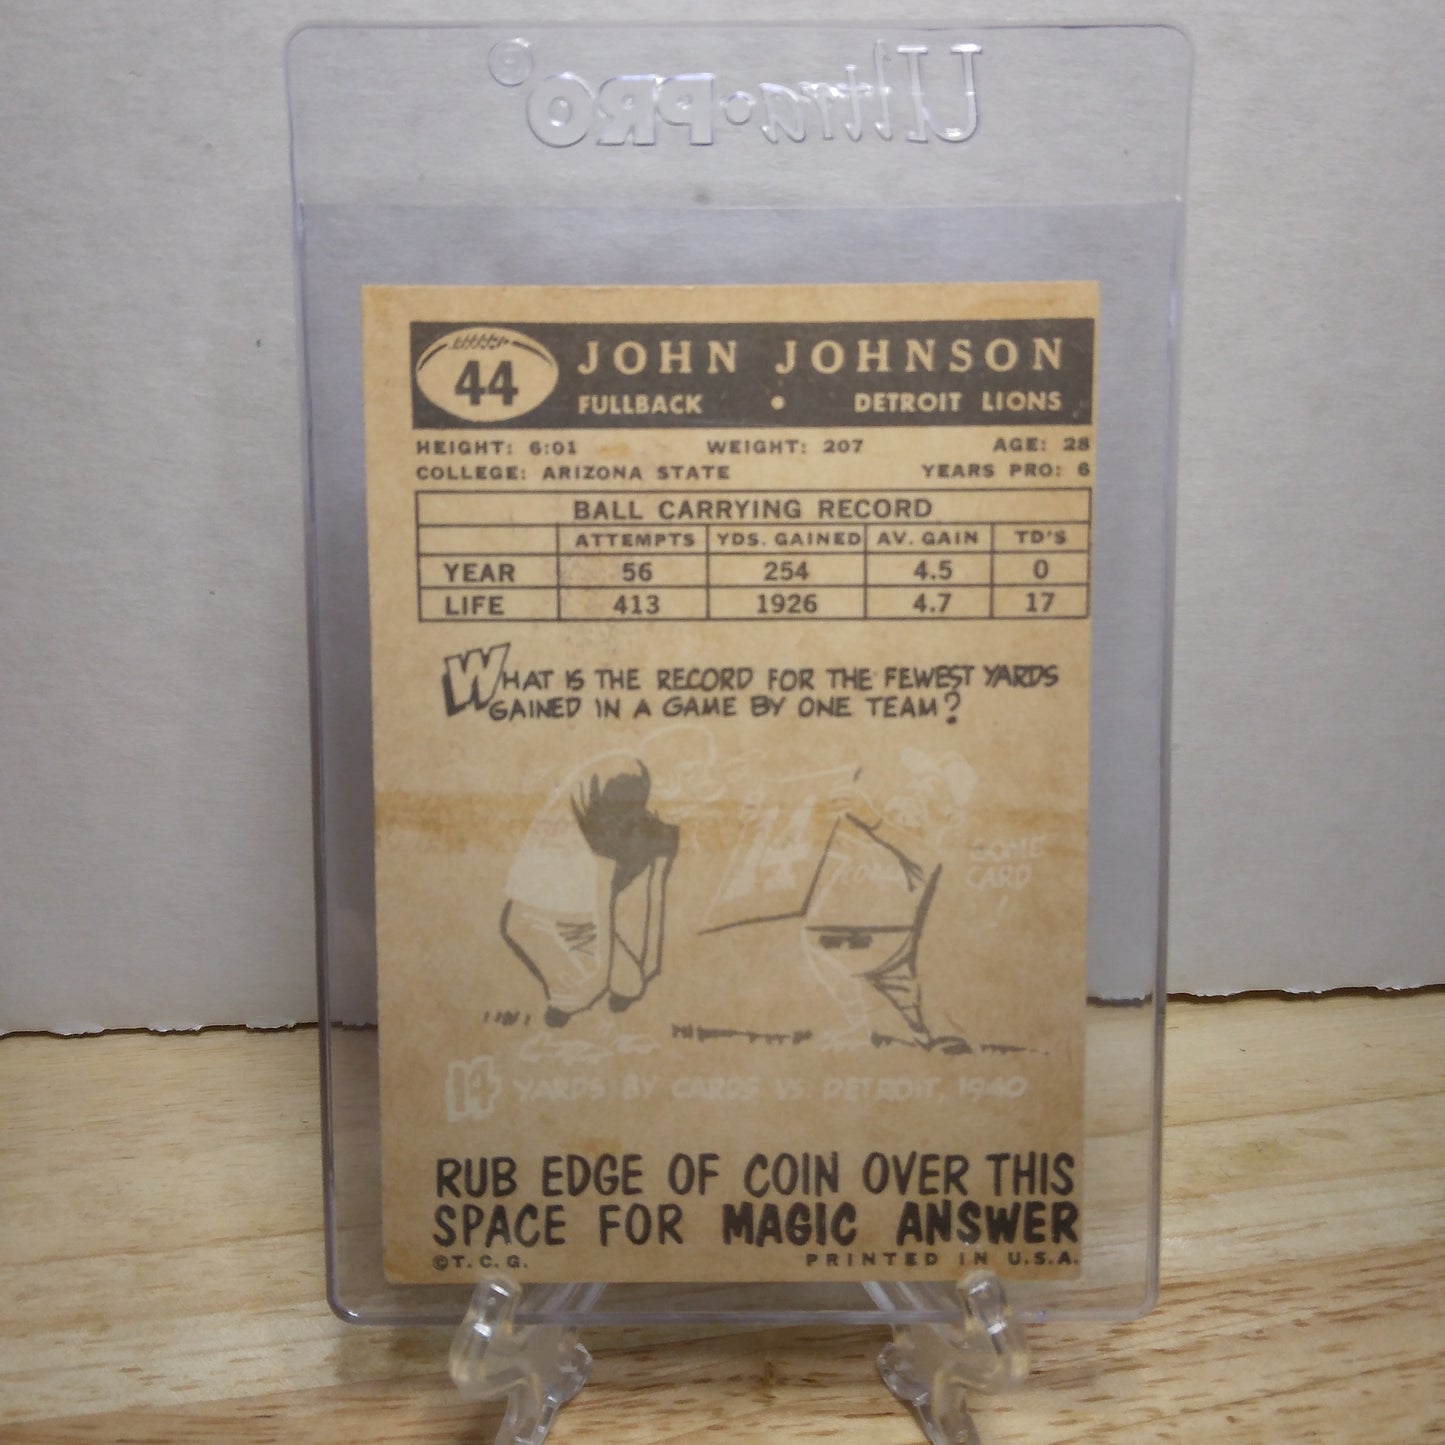 Ultra•PRO®
44
JOHN JOHNSON
FULLBACK • DETROIT LIONS
HEIGHT: 6:01 WEIGHT: 207 AGE: 28
COLLEGE: ARIZONA STATE YEARS PRO: 6
BALL CARRYING RECORD
ATTEMPTS YDS. GAINED AV. GAIN TD'S
YEAR 56 254 4.5 0
LIFE 413 1926 4.7 17
WHAT IS THE RECORD FOR THE FEWEST YARDS
GAINED IN A GAME BY ONE TEAM?
14
SOME
CARD
!
14 YARDS BY CARDS VS. DETROIT, 1940
RUB EDGE OF COIN OVER THIS
SPACE FOR MAGIC ANSWER
©T.C.G. PRINTED IN U.S.A.